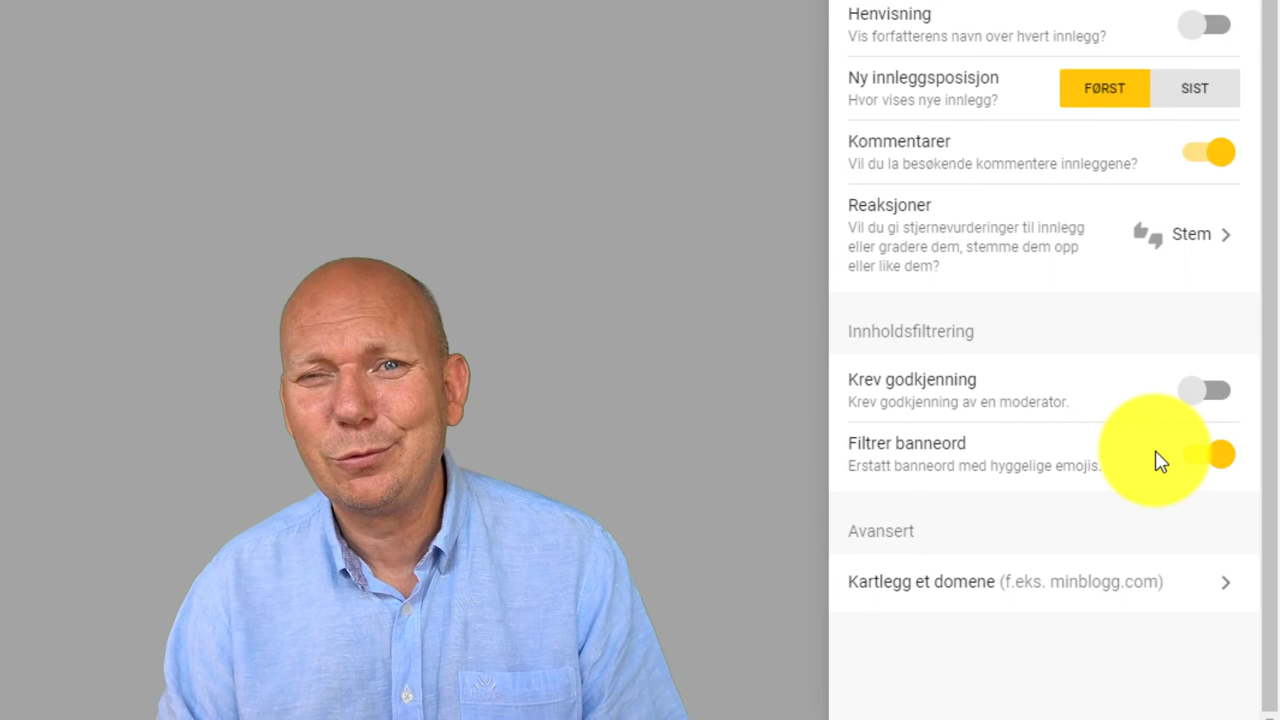 Henvisning
Vis forfatterens navn over hvert innlegg?
Ny innleggsposisjon
Hvor vises nye innlegg?
FØRST
SIST
Kommentarer
Vil du la besøkende kommentere innleggene?
Reaksjoner
Vil du gi stjernevurderinger til innlegg
eller gradere dem, stemme dem opp
eller like dem?
Stem
Innholdsfiltrering
Krev godkjenning
Krev godkjenning av en moderator.
Filtrer banneord
Erstatt banneord med hyggelige emojis.
Avansert
Kartlegg et domene (f.eks. minblogg.com)